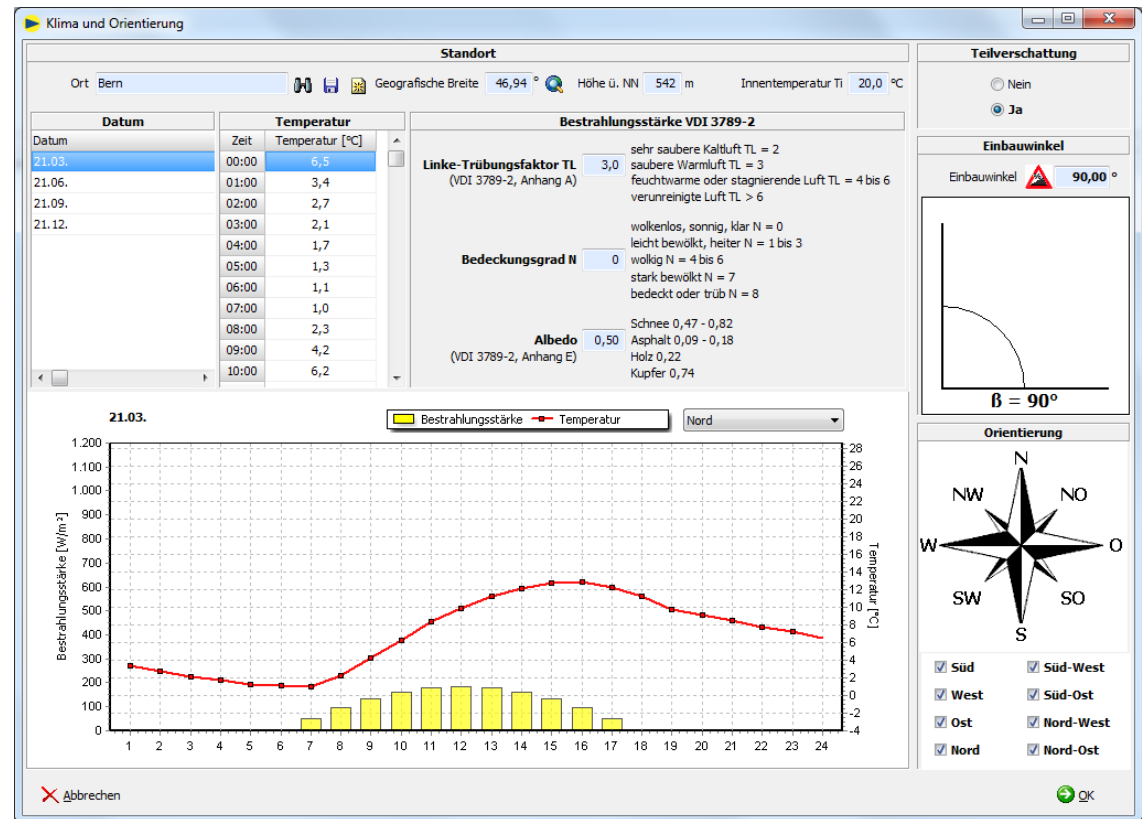 Klima und Orientierung
Standort
Ort Bern Geografische Breite 46,94 ° Höhe ü. NN 542 m Innentemperatur Ti 20,0 °C
Teilverschattung
Nein
Ja
Datum
Datum
21.03.
21.06.
21.09.
21.12.
Temperatur
Zeit Temperatur [°C]
00:00 6,5
01:00 3,4
02:00 2,7
03:00 2,1
04:00 1,7
05:00 1,3
06:00 1,1
07:00 1,0
08:00 2,3
09:00 4,2
10:00 6,2
Bestrahlungsstärke VDI 3789-2
Linke-Trübungsfaktor TL 3,0
(VDI 3789-2, Anhang A)
sehr saubere Kaltluft TL = 2
saubere Warmluft TL = 3
feuchtwarme oder stagnierende Luft TL = 4 bis 6
verunreinigte Luft TL > 6
Bedeckungsgrad N 0
wolkenlos, sonnig, klar N = 0
leicht bewölkt, heiter N = 1 bis 3
wolkig N = 4 bis 6
stark bewölkt N = 7
bedeckt oder trüb N = 8
Albedo 0,50
(VDI 3789-2, Anhang E)
Schnee 0,47 - 0,82
Asphalt 0,09 - 0,18
Holz 0,22
Kupfer 0,74
Einbauwinkel
Einbauwinkel 90,00 °
ß = 90°
21.03.
Bestrahlungsstärke Temperatur
Nord
Bestrahlungsstärke [W/m²]
1.200
1.100
1.000
900
800
700
600
500
400
300
200
100
0
1 2 3 4 5 6 7 8 9 10 11 12 13 14 15 16 17 18 19 20 21 22 23 24
28
26
24
22
20
18
16
14
12
10
8
6
4
2
0
-2
-4
Temperatur [°C]
Orientierung
N
NW NO
W O
SW SO
S
Süd Süd-West
West Süd-Ost
Ost Nord-West
Nord Nord-Ost
Abbrechen
OK